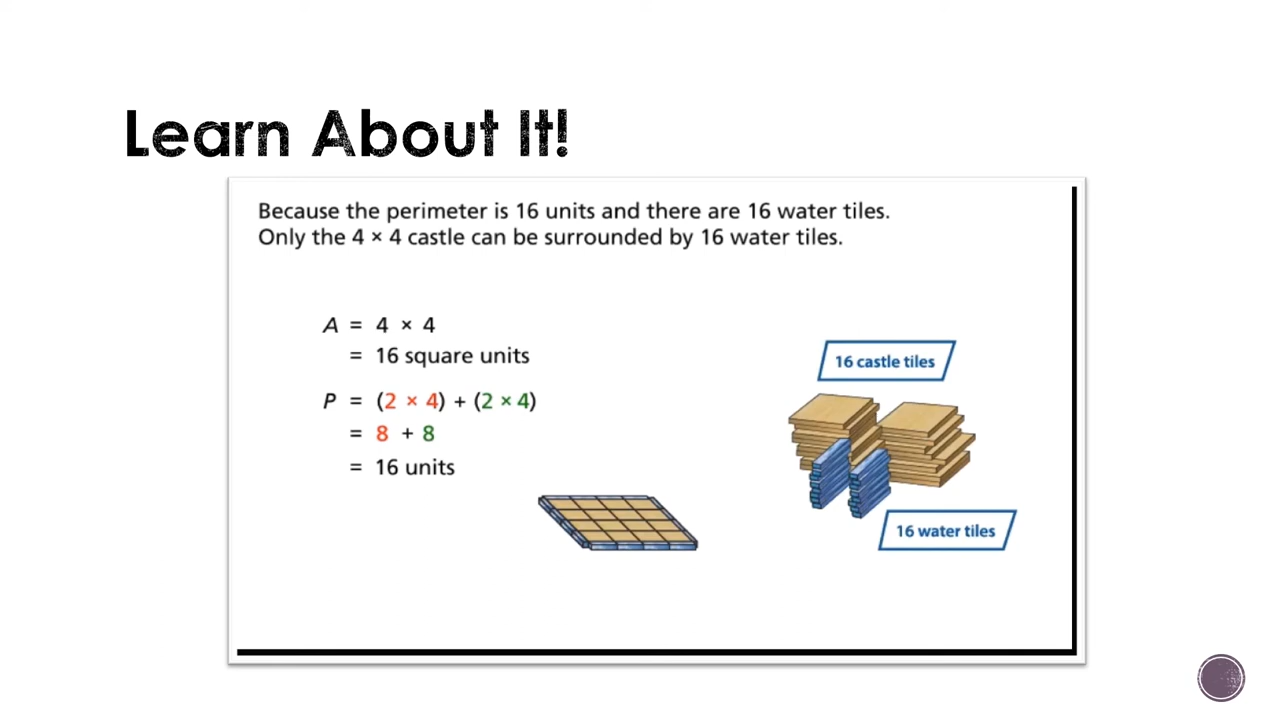 Learn About It!
Because the perimeter is 16 units and there are 16 water tiles.
Only the 4 × 4 castle can be surrounded by 16 water tiles.
A = 4 × 4
= 16 square units
P = (2 × 4) + (2 × 4)
= 8 + 8
= 16 units
16 castle tiles
16 water tiles